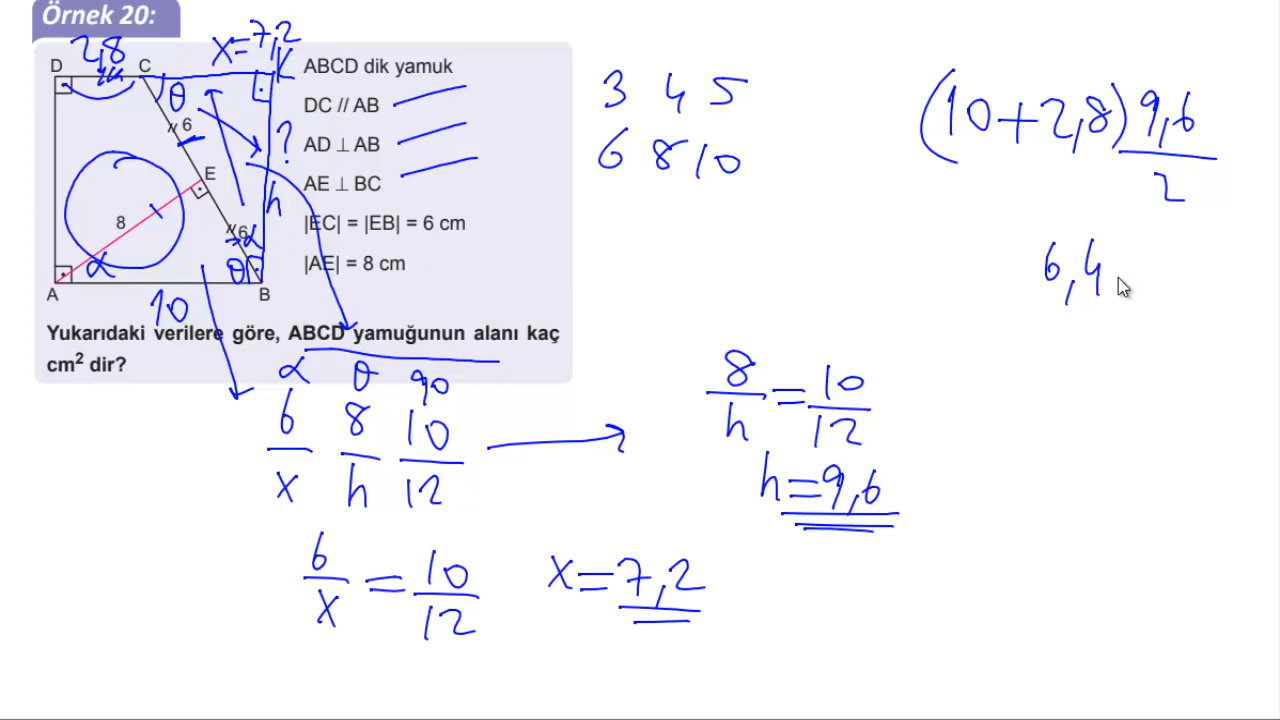 Örnek 20:
2,8
x=7,2
D
C
K
θ
6
?
E
h
8
6
α
α
θ
A
10
B
ABCD dik yamuk
DC // AB
AD ⊥ AB
AE ⊥ BC
|EC| = |EB| = 6 cm
|AE| = 8 cm
Yukarıdaki verilere göre, ABCD yamuğunun alanı kaç
cm² dir?
3 4 5
6 8 10
(10+2,8) 9,6/2
6,4
α θ 90
6/x 8/h 10/12
8/h = 10/12
h=9,6
6/x = 10/12
x=7,2